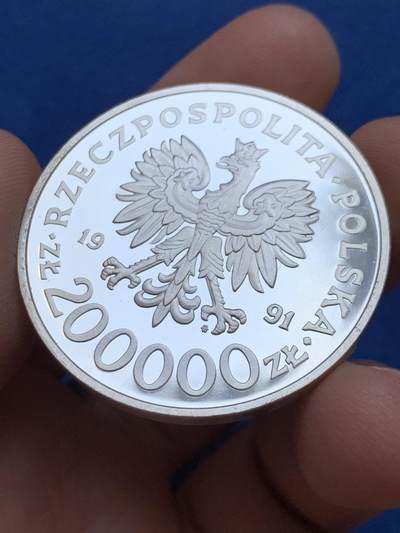 RZECZPOSPOLITA · POLSKA
19 91
ZŁ 200000 ZŁ